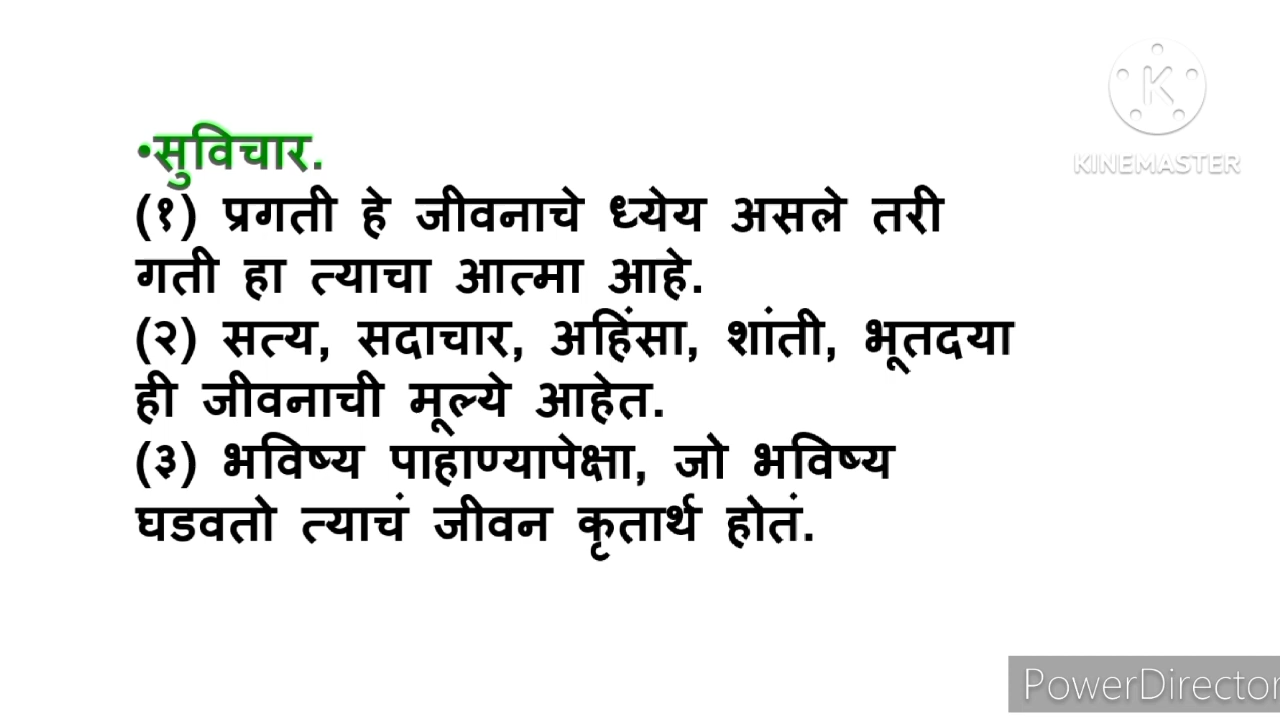 •सुविचार.
(१) प्रगती हे जीवनाचे ध्येय असले तरी
गती हा त्याचा आत्मा आहे.
(२) सत्य, सदाचार, अहिंसा, शांती, भूतदया
ही जीवनाची मूल्ये आहेत.
(३) भविष्य पाहाण्यापेक्षा, जो भविष्य
घडवतो त्याचं जीवन कृतार्थ होतं.
K
KINEMASTER
PowerDirector